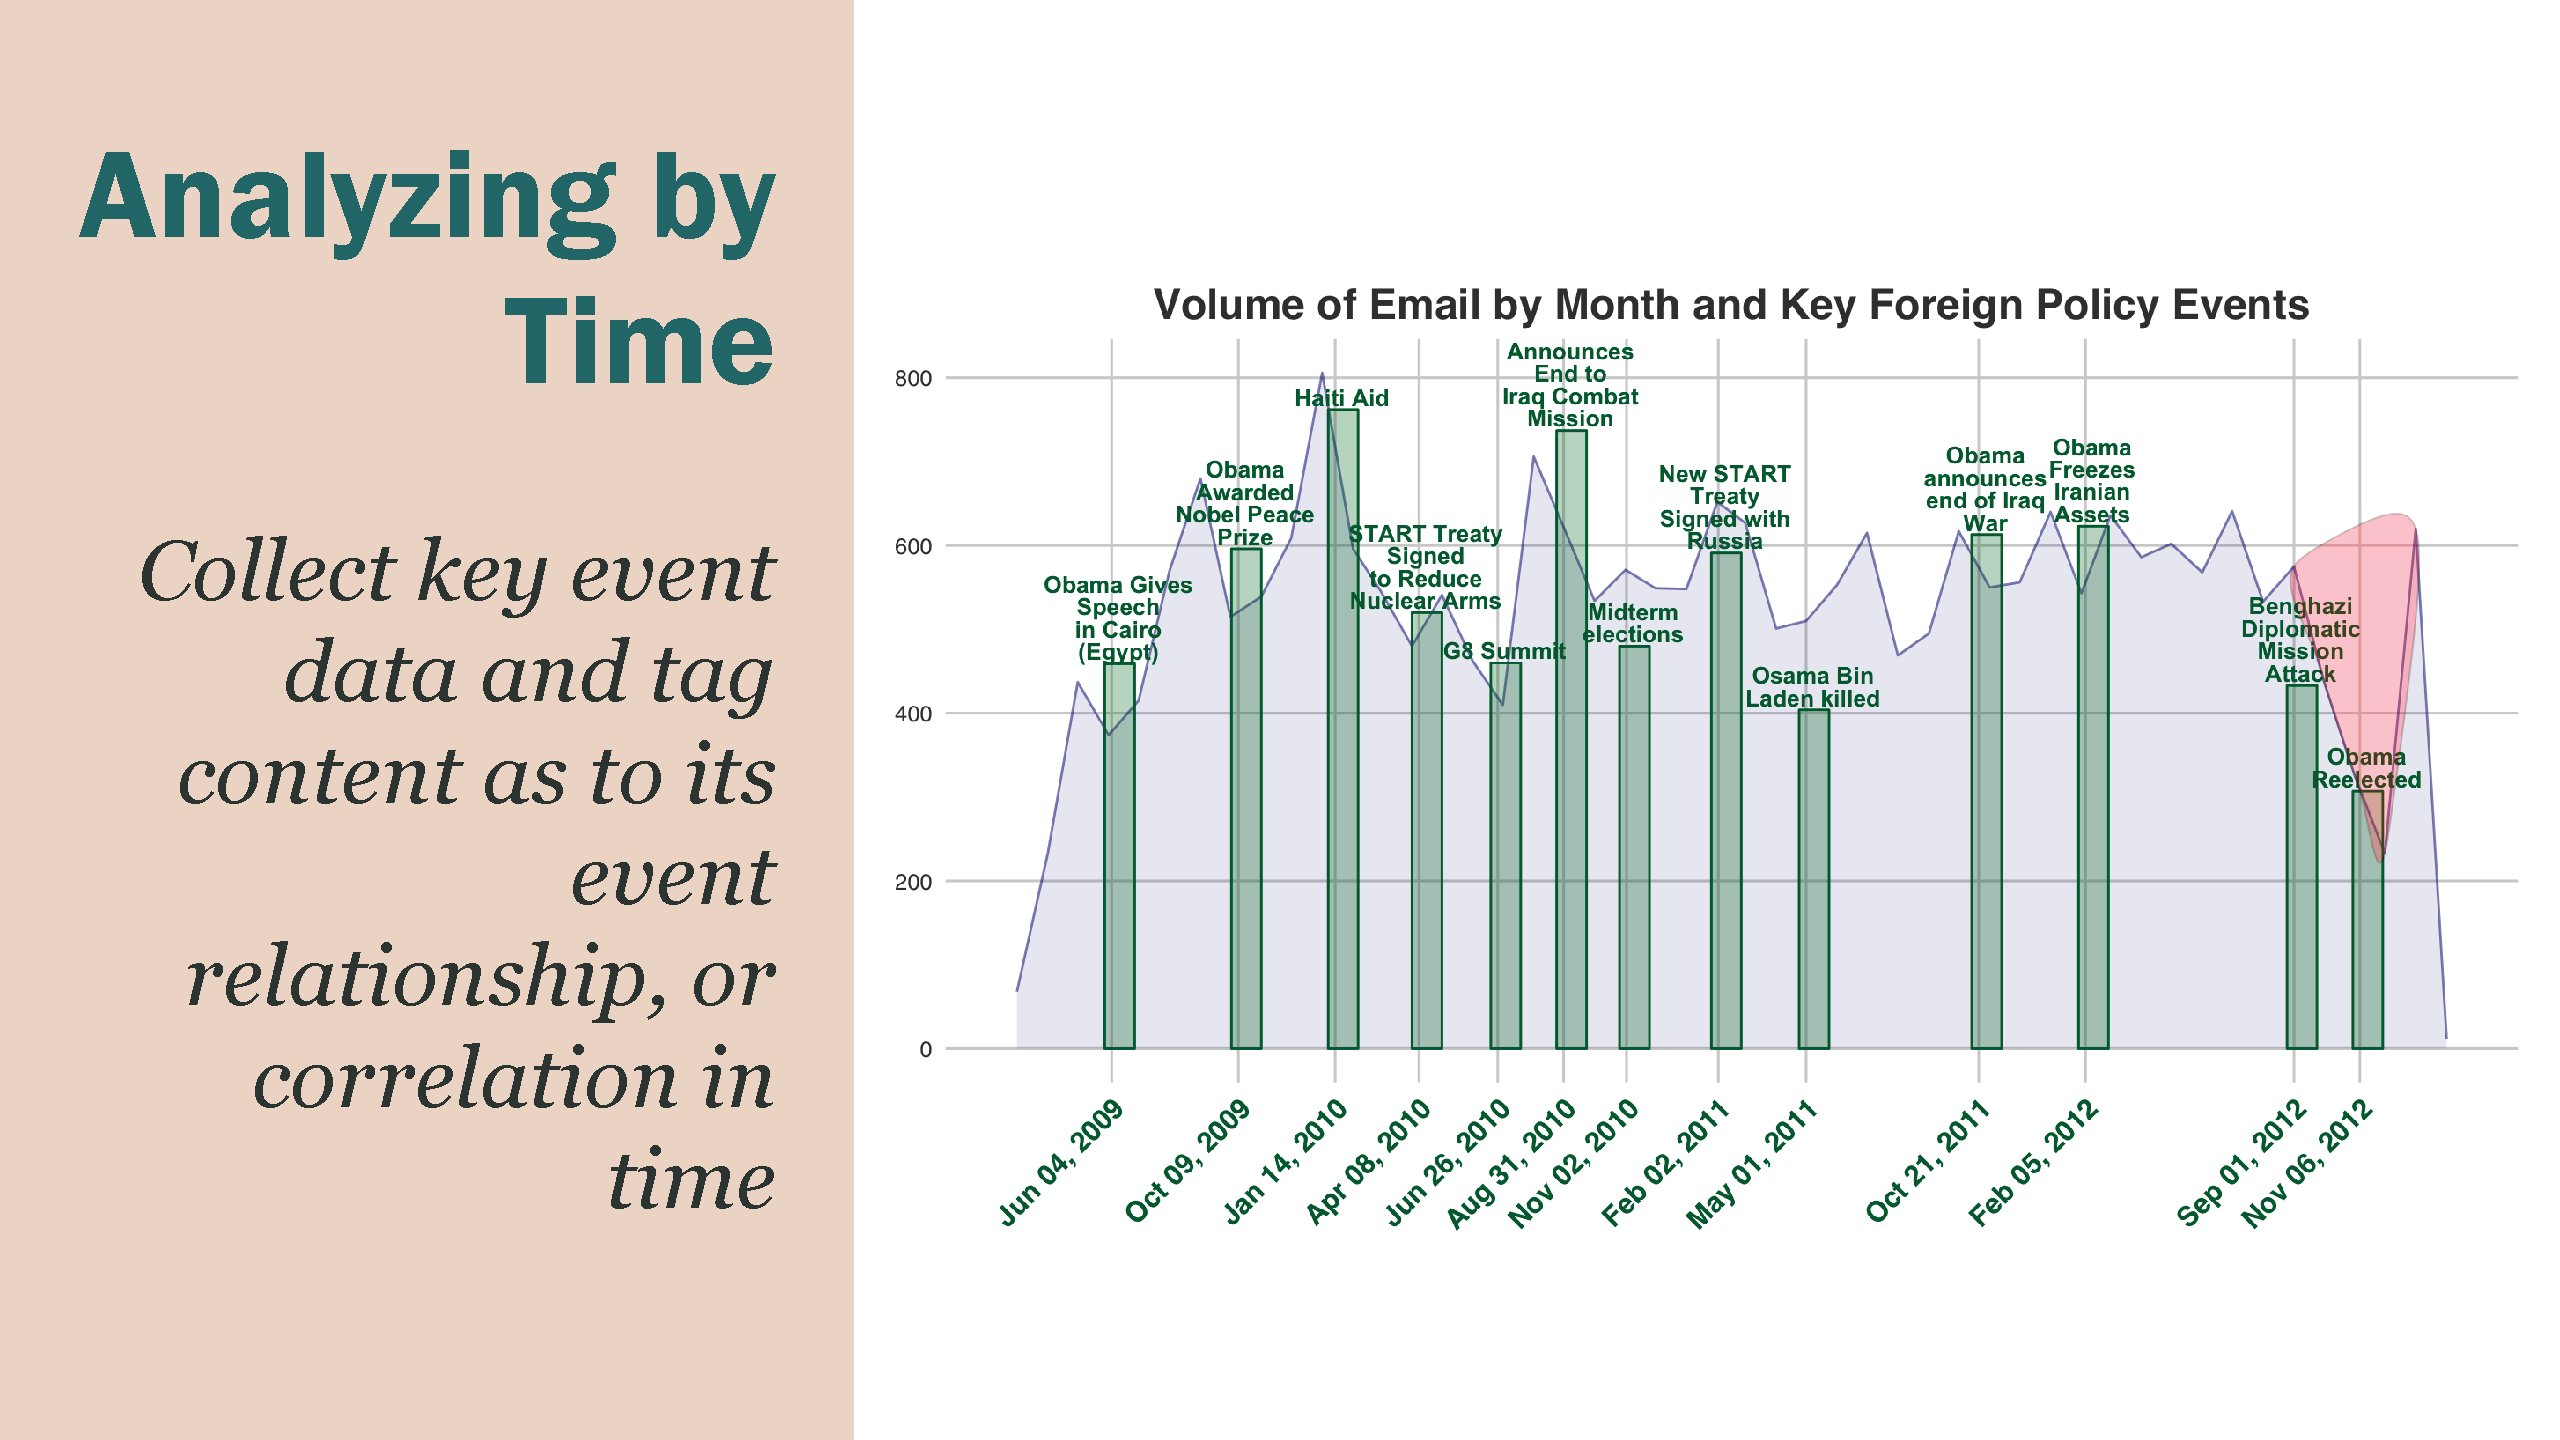 Analyzing by
Time
Collect key event
data and tag
content as to its
event
relationship, or
correlation in
time
Volume of Email by Month and Key Foreign Policy Events
800
600
400
200
0
Obama Gives
Speech
in Cairo
(Egypt)
Obama
Awarded
Nobel Peace
Prize
Haiti Aid
START Treaty
Signed
to Reduce
Nuclear Arms
G8 Summit
Announces
End to
Iraq Combat
Mission
Midterm
elections
New START
Treaty
Signed with
Russia
Osama Bin
Laden killed
Obama
announces
end of Iraq
War
Obama
Freezes
Iranian
Assets
Benghazi
Diplomatic
Mission
Attack
Obama
Reelected
Jun 04, 2009
Oct 09, 2009
Jan 14, 2010
Apr 08, 2010
Jun 26, 2010
Aug 31, 2010
Nov 02, 2010
Feb 02, 2011
May 01, 2011
Oct 21, 2011
Feb 05, 2012
Sep 01, 2012
Nov 06, 2012